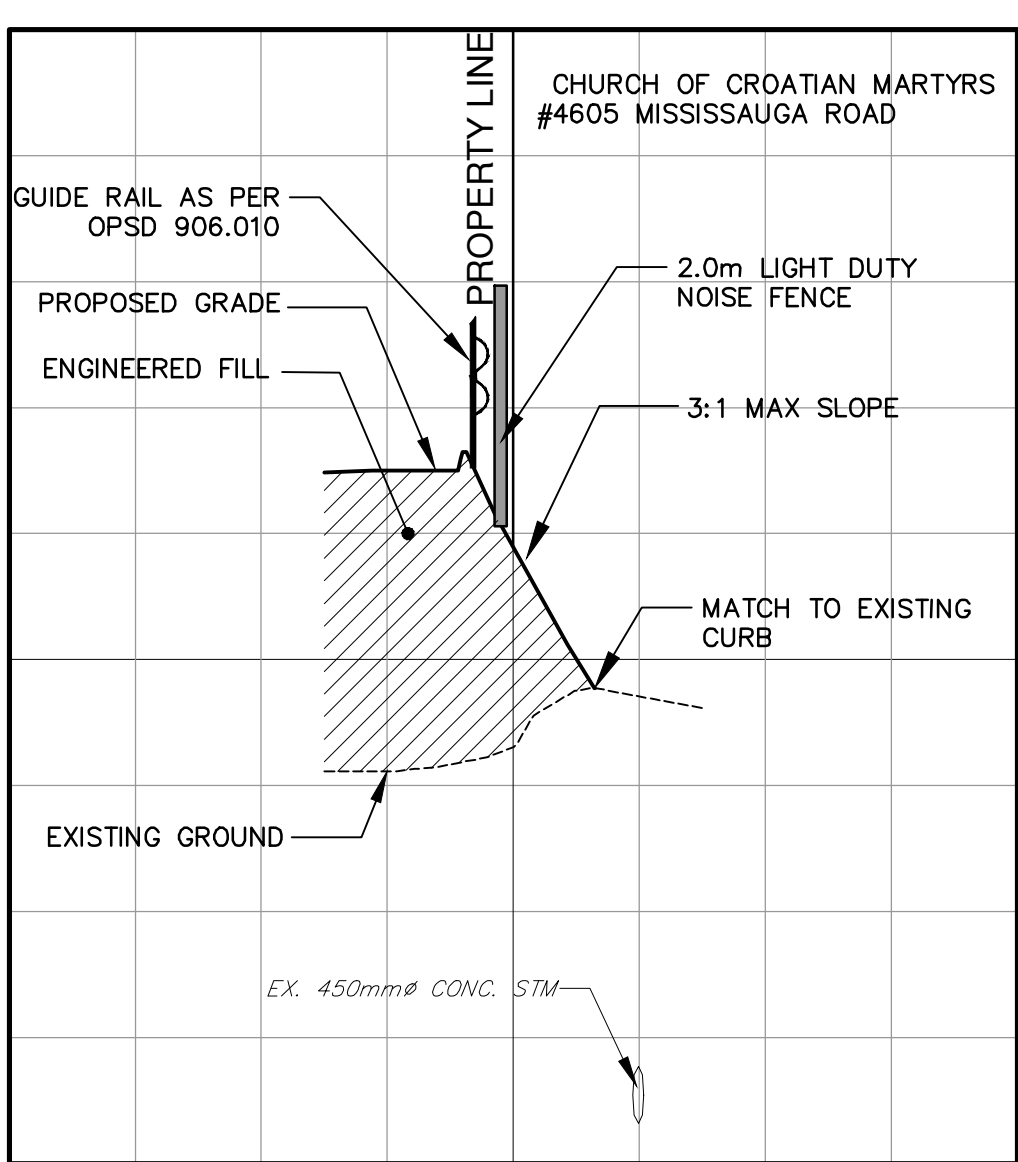 CHURCH OF CROATIAN MARTYRS
#4605 MISSISSAUGA ROAD
PROPERTY LINE
GUIDE RAIL AS PER
OPSD 906.010
2.0m LIGHT DUTY
NOISE FENCE
PROPOSED GRADE
ENGINEERED FILL
3:1 MAX SLOPE
MATCH TO EXISTING
CURB
EXISTING GROUND
EX. 450mmø CONC. STM